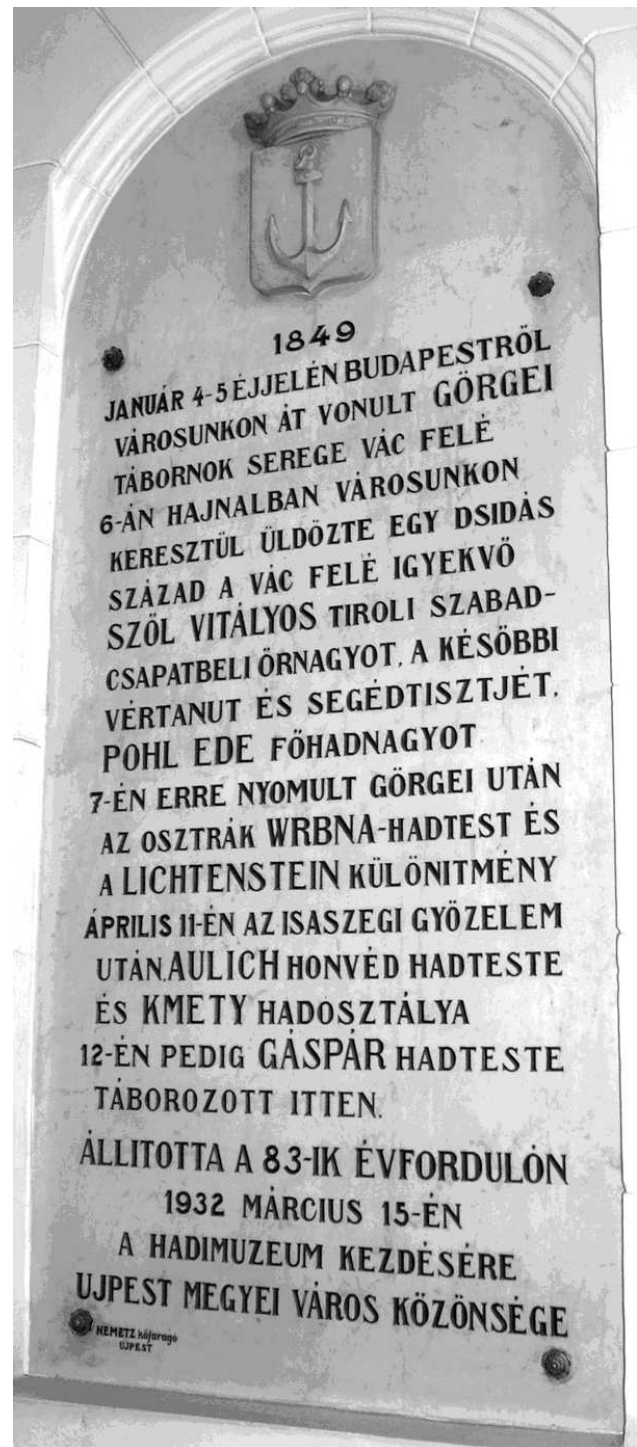 1849
JANUÁR 4-5 ÉJJELÉN BUDAPESTRŐL
VÁROSUNKON ÁT VONULT GÖRGEI
TÁBORNOK SEREGE VÁC FELÉ
6-ÁN HAJNALBAN VÁROSUNKON
KERESZTÜL ÜLDÖZTE EGY DSIDÁS
SZÁZAD A VÁC FELÉ IGYEKVŐ
SZÖL VITÁLYOS TIROLI SZABAD-
CSAPATBELI ŐRNAGYOT, A KÉSŐBBI
VÉRTANUT ÉS SEGÉDTISZTJÉT,
POHL EDE FŐHADNAGYOT
7-ÉN ERRE NYOMULT GÖRGEI UTÁN
AZ OSZTRÁK WRBNA-HADTEST ÉS
A LICHTENSTEIN KÜLÖNITMÉNY
ÁPRILIS 11-ÉN AZ ISASZEGI GYŐZELEM
UTÁN, AULICH HONVÉD HADTESTE
ÉS KMETY HADOSZTÁLYA
12-ÉN PEDIG GÁSPÁR HADTESTE
TÁBOROZOTT ITTEN.
ÁLLITOTTA A 83-IK ÉVFORDULÓN
1932 MÁRCIUS 15-ÉN
A HADIMUZEUM KEZDÉSÉRE
UJPEST MEGYEI VÁROS KÖZÖNSÉGE
NEMETZ kőfaragó
UJPEST